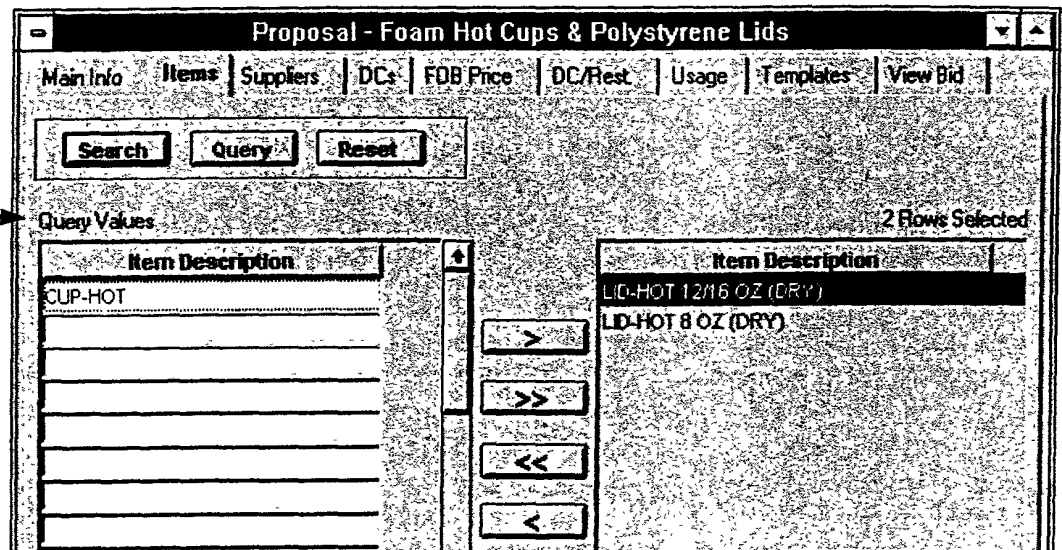 Proposal - Foam Hot Cups & Polystyrene Lids
Main Info Items Suppliers DCs FOB Price DC/Rest. Usage Templates View Bid
Search Query Reset
Query Values 2 Rows Selected
Item Description Item Description
CUP-HOT LID-HOT 12/16 OZ (DRY)
LID-HOT 8 OZ (DRY)
>
>>
<<
<